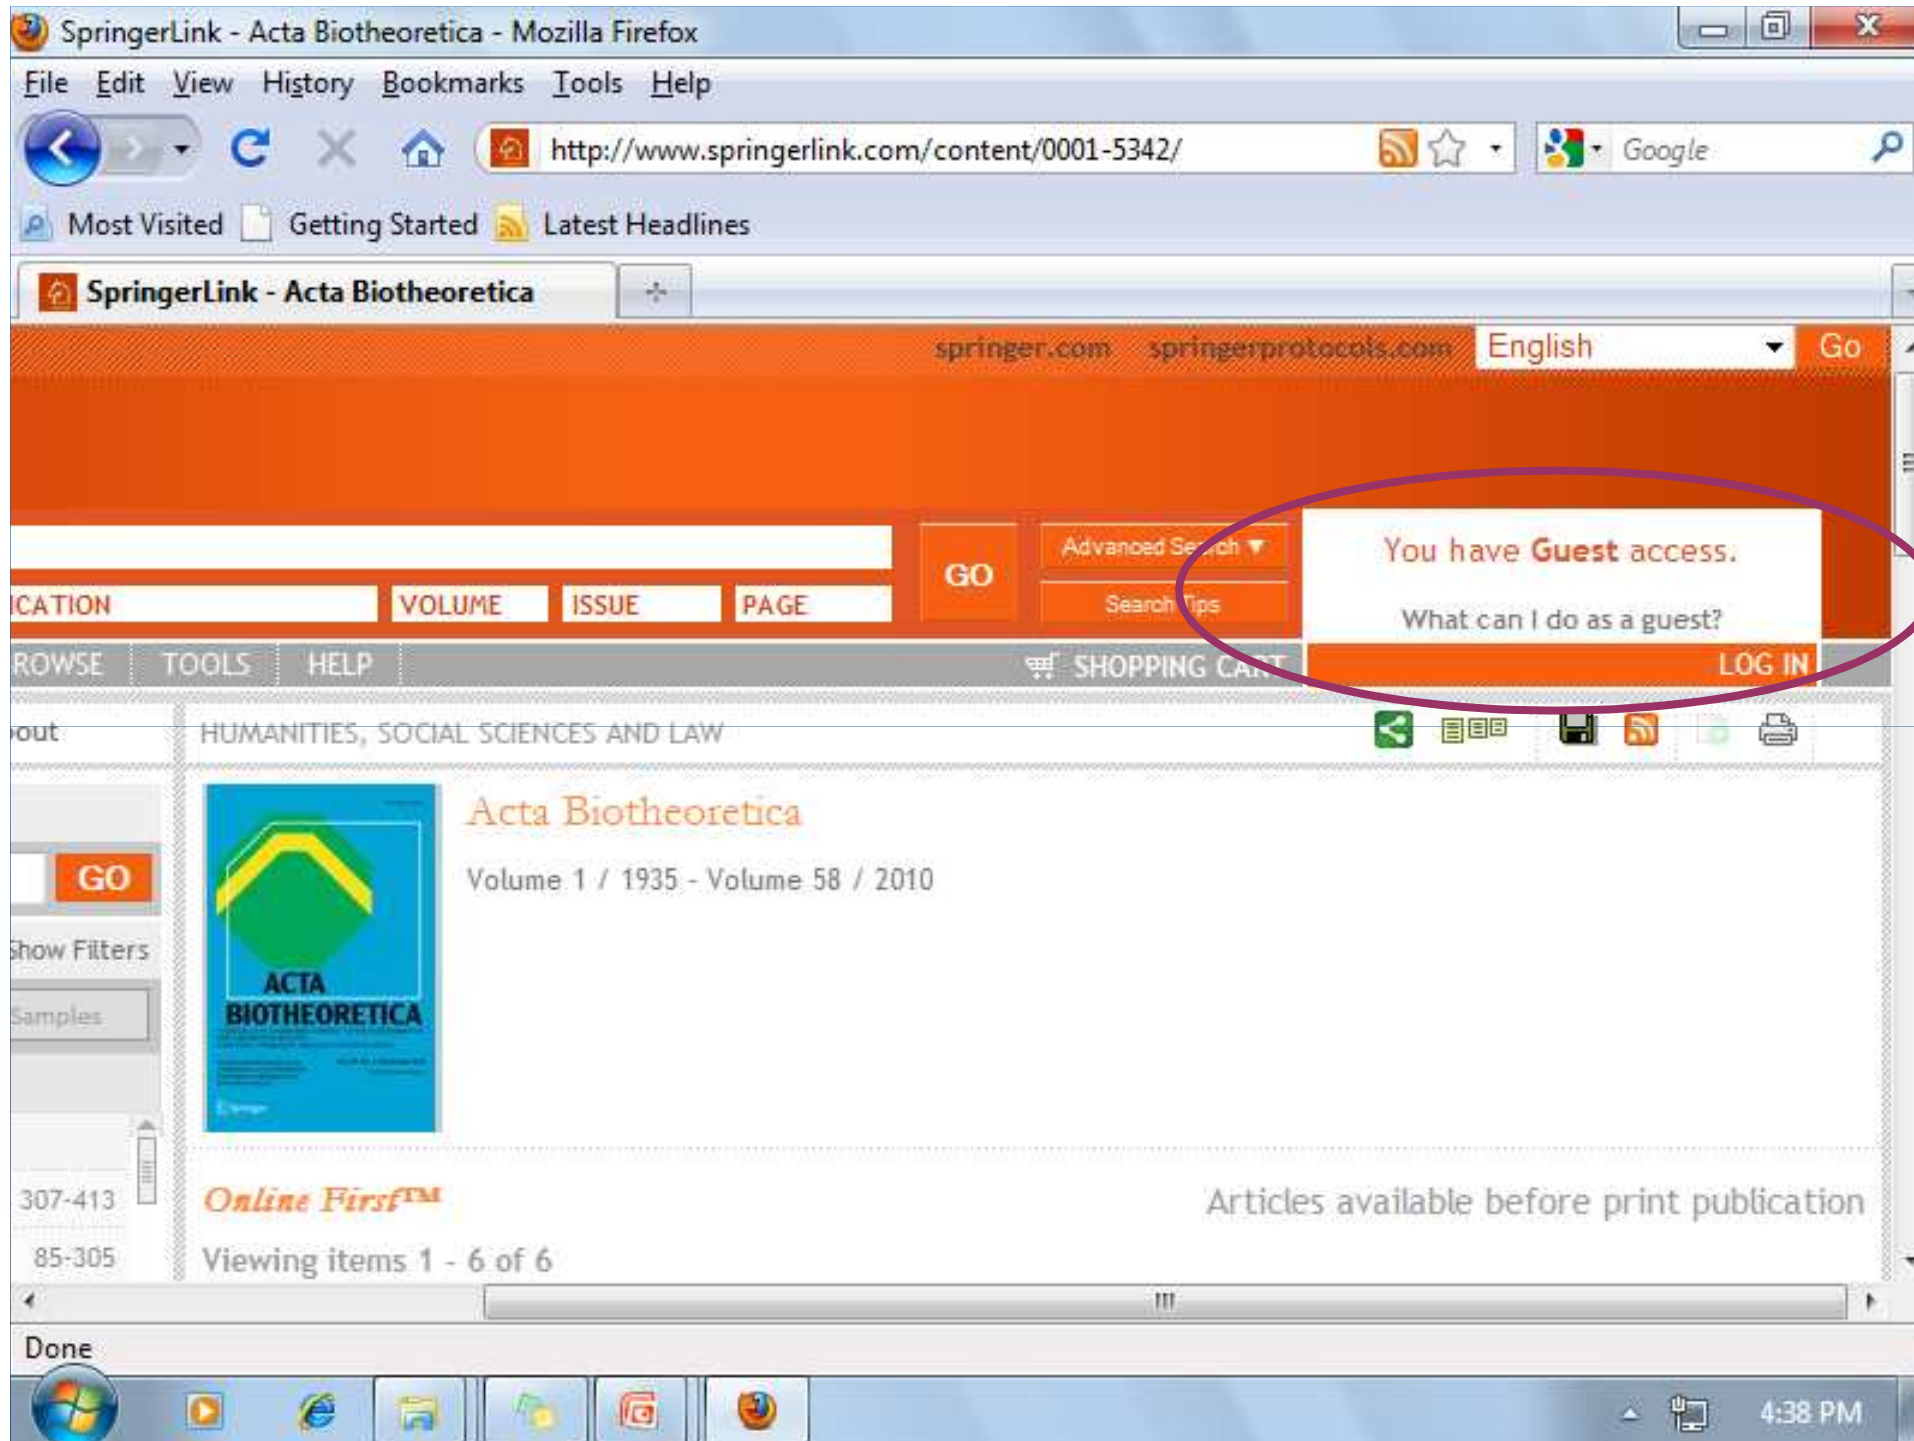 SpringerLink - Acta Biotheoretica - Mozilla Firefox
File Edit View History Bookmarks Tools Help
http://www.springerlink.com/content/0001-5342/
Google
Most Visited Getting Started Latest Headlines
SpringerLink - Acta Biotheoretica
springer.com springerprotocols.com English Go
Advanced Search
You have Guest access.
GO
ICATION VOLUME ISSUE PAGE
Search Tips
What can I do as a guest?
ROWSE TOOLS HELP SHOPPING CART LOG IN
out HUMANITIES, SOCIAL SCIENCES AND LAW
Acta Biotheoretica
GO
Volume 1 / 1935 - Volume 58 / 2010
Show Filters
ACTA
BIOTHEORETICA
Samples
Springer
307-413 Online First™ Articles available before print publication
85-305 Viewing items 1 - 6 of 6
Done
4:38 PM